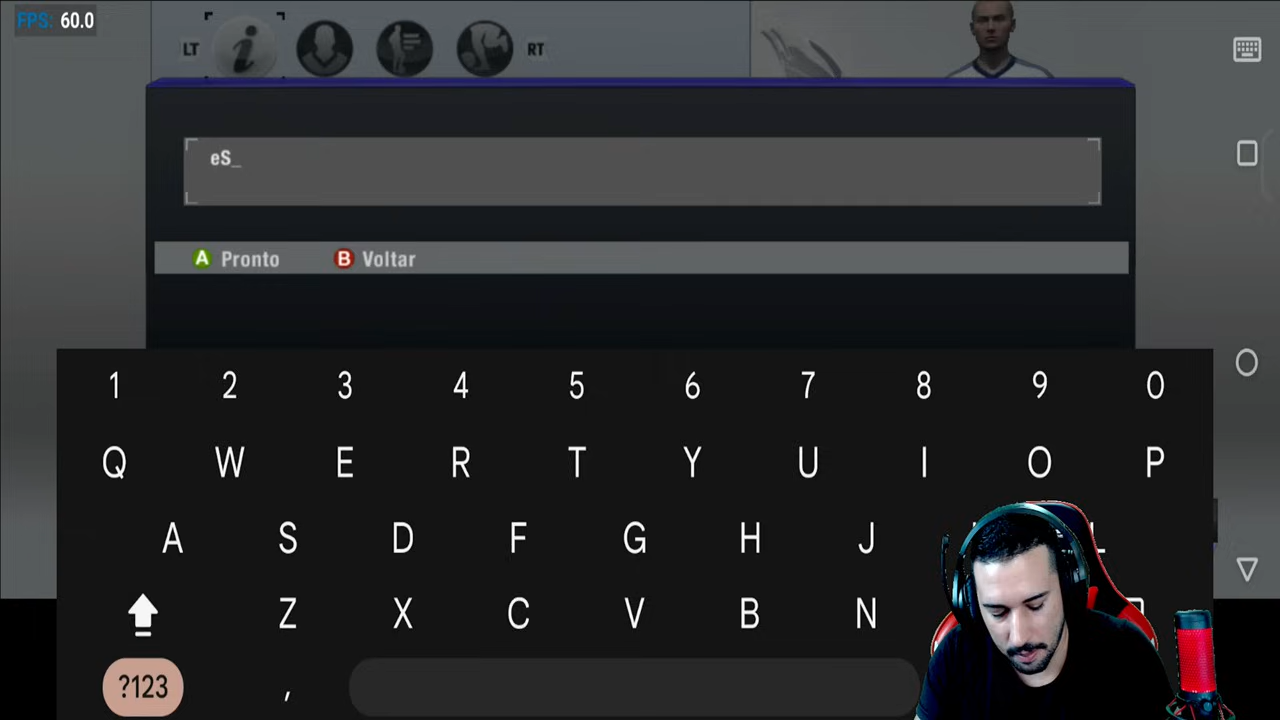 FPS: 60.0
LT RT
eS_
A Pronto B Voltar
1 2 3 4 5 6 7 8 9 0
Q W E R T Y U I O P
A S D F G H J L
Z X C V B N
?123 ,